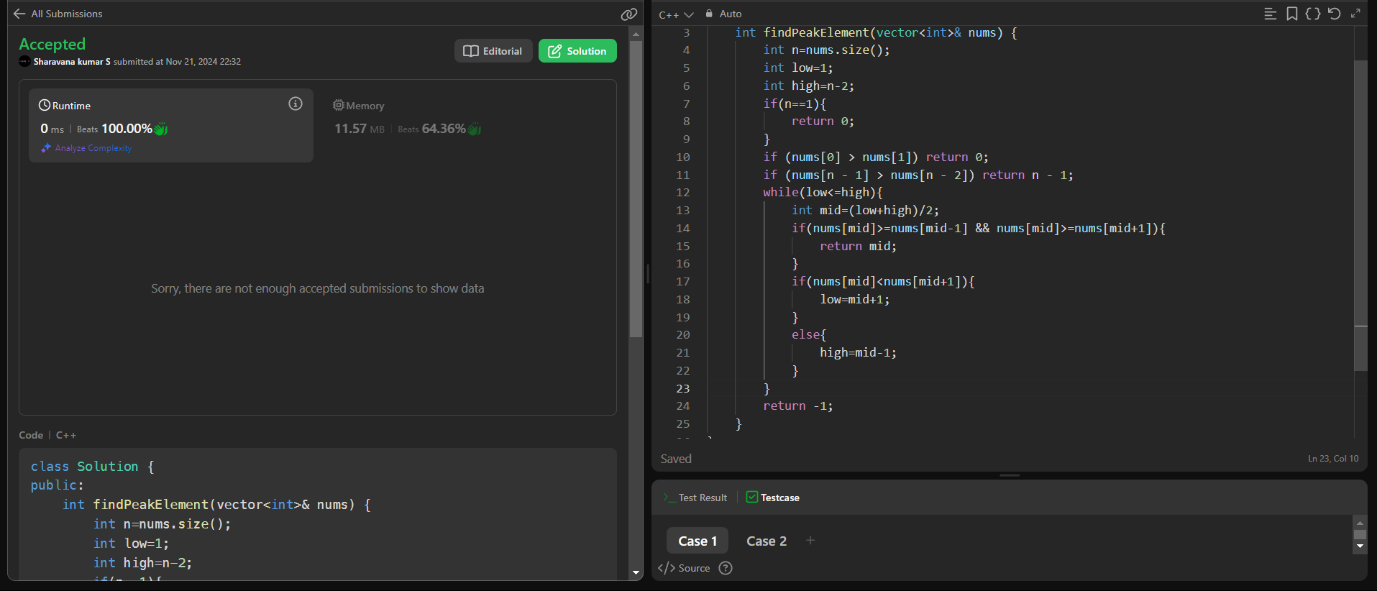 All Submissions
Accepted
Sharavana kumar S submitted at Nov 21, 2024 22:32
Editorial
Solution
Runtime
0 ms | Beats 100.00%
Analyze Complexity
Memory
11.57 MB | Beats 64.36%
Sorry, there are not enough accepted submissions to show data
Code | C++
class Solution {
public:
    int findPeakElement(vector<int>& nums) {
        int n=nums.size();
        int low=1;
        int high=n-2;
        if(n==1){
C++ Auto
3 int findPeakElement(vector<int>& nums) {
4     int n=nums.size();
5     int low=1;
6     int high=n-2;
7     if(n==1){
8         return 0;
9     }
10     if (nums[0] > nums[1]) return 0;
11     if (nums[n - 1] > nums[n - 2]) return n - 1;
12     while(low<=high){
13         int mid=(low+high)/2;
14         if(nums[mid]>=nums[mid-1] && nums[mid]>=nums[mid+1]){
15             return mid;
16         }
17         if(nums[mid]<nums[mid+1]){
18             low=mid+1;
19         }
20         else{
21             high=mid-1;
22         }
23     }
24     return -1;
25 }
Saved
Ln 23, Col 10
Test Result | Testcase
Case 1 Case 2 +
</> Source ?